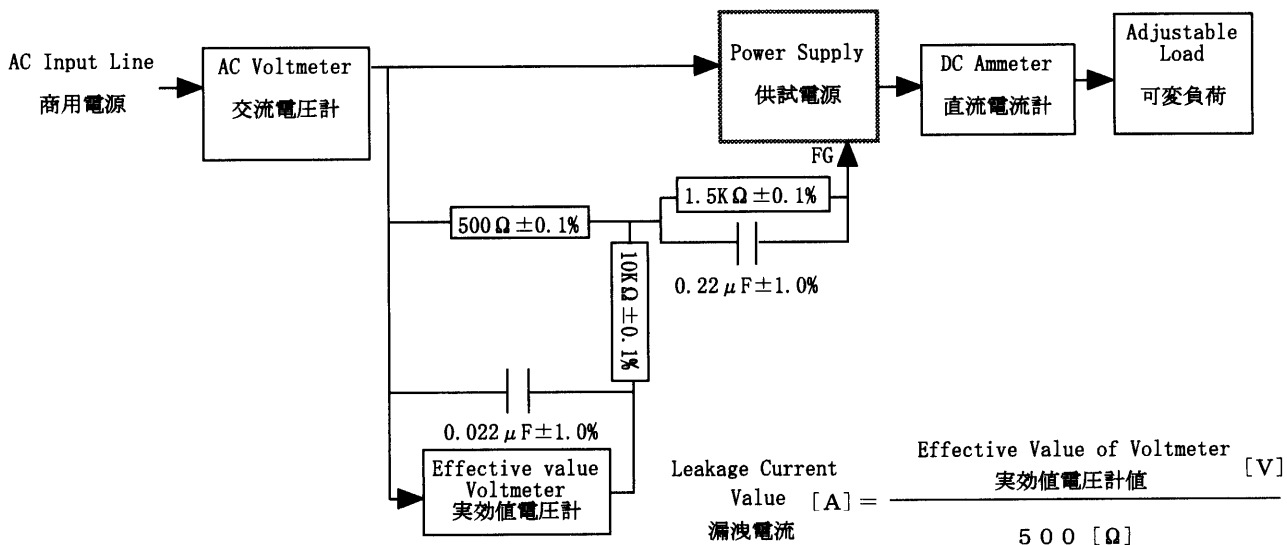 AC Input Line
商用電源
AC Voltmeter
交流電圧計
Power Supply
供試電源
DC Ammeter
直流電流計
Adjustable
Load
可変負荷
FG
1.5KΩ±0.1%
500Ω±0.1%
0.22μF±1.0%
10KΩ±0.1%
0.022μF±1.0%
Effective value
Voltmeter
実効値電圧計
Leakage Current
Value [A]=
漏洩電流
Effective Value of Voltmeter
実効値電圧計値 [V]
500 [Ω]